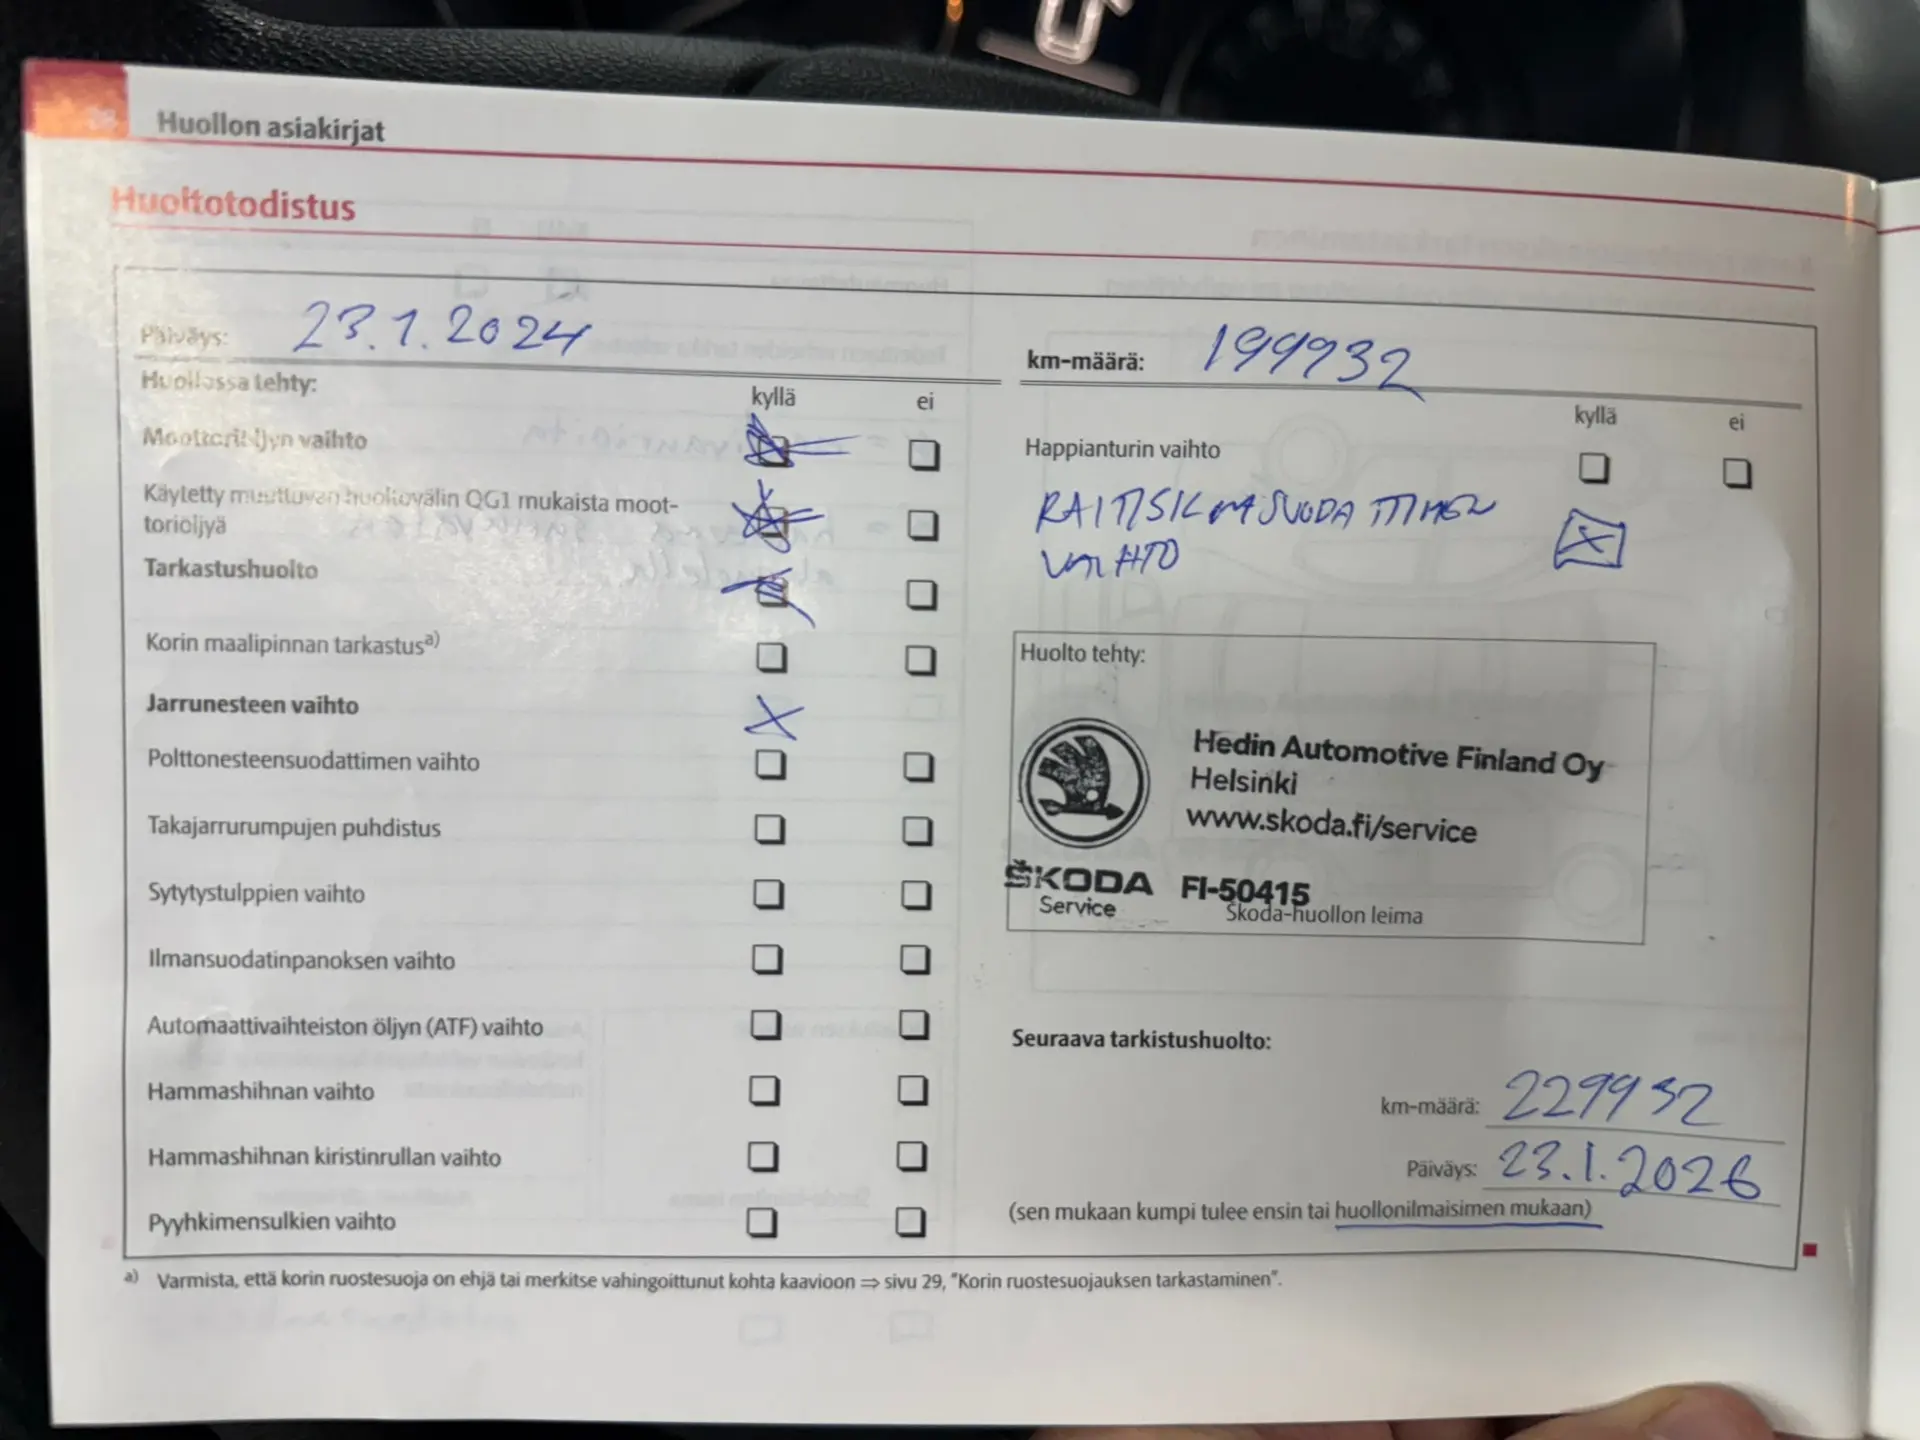 28 Huollon asiakirjat
Huoltotodistus
Päiväys: 23.1.2024
km-määrä: 199932
Huollossa tehty:
kyllä ei
Moottoriöljyn vaihto
Käytetty muuttuvan huoltovälin QG1 mukaista moot-
toriöljyä
Tarkastushuolto
Korin maalipinnan tarkastus a)
Jarrunesteen vaihto X
Polttonesteensuodattimen vaihto
Takajarrurumpujen puhdistus
Sytytystulppien vaihto
Ilmansuodatinpanoksen vaihto
Automaattivaihteiston öljyn (ATF) vaihto
Hammashihnan vaihto
Hammashihnan kiristinrullan vaihto
Pyyhkimensulkien vaihto
kyllä ei
Happianturin vaihto
RAITISILMASUODATTIMEN
VAIHTO X
Huolto tehty:
Hedin Automotive Finland Oy
Helsinki
www.skoda.fi/service
ŠKODA FI-50415
Service
Škoda-huollon leima
Seuraava tarkistushuolto:
km-määrä: 229932
Päiväys: 23.1.2026
(sen mukaan kumpi tulee ensin tai huollonilmaisimen mukaan)
a) Varmista, että korin ruostesuoja on ehjä tai merkitse vahingoittunut kohta kaavioon ⇒ sivu 29, "Korin ruostesuojauksen tarkastaminen".